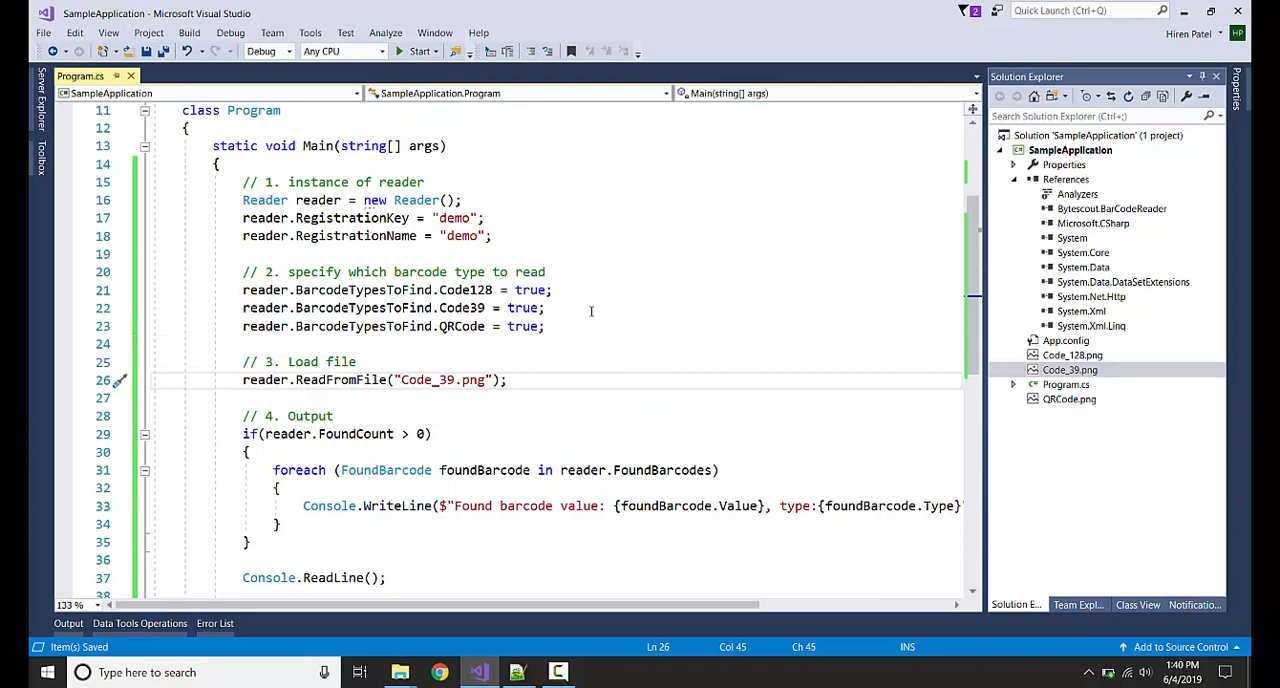 SampleApplication - Microsoft Visual Studio
2
Quick Launch (Ctrl+Q)
File Edit View Project Build Debug Team Tools Test Analyze Window Help
Hiren Patel HP
Debug Any CPU Start
Server Explorer
Toolbox
Program.cs
SampleApplication SampleApplication.Program Main(string[] args)
11 class Program
12 {
13 static void Main(string[] args)
14 {
15 // 1. instance of reader
16 Reader reader = new Reader();
17 reader.RegistrationKey = "demo";
18 reader.RegistrationName = "demo";
19
20 // 2. specify which barcode type to read
21 reader.BarcodeTypesToFind.Code128 = true;
22 reader.BarcodeTypesToFind.Code39 = true;
23 reader.BarcodeTypesToFind.QRCode = true;
24
25 // 3. Load file
26 reader.ReadFromFile("Code_39.png");
27
28 // 4. Output
29 if(reader.FoundCount > 0)
30 {
31 foreach (FoundBarcode foundBarcode in reader.FoundBarcodes)
32 {
33 Console.WriteLine($"Found barcode value: {foundBarcode.Value}, type:{foundBarcode.Type}"
34 }
35 }
36
37 Console.ReadLine();
38
133 %
Solution Explorer
Search Solution Explorer (Ctrl+;)
Solution 'SampleApplication' (1 project)
SampleApplication
Properties
References
Analyzers
Bytescout.BarCodeReader
Microsoft.CSharp
System
System.Core
System.Data
System.Data.DataSetExtensions
System.Net.Http
System.Xml
System.Xml.Linq
App.config
Code_128.png
Code_39.png
Program.cs
QRCode.png
Solution E... Team Expl... Class View Notificatio...
Properties
Output Data Tools Operations Error List
Item(s) Saved Ln 26 Col 45 Ch 45 INS Add to Source Control
Type here to search
1:40 PM
6/4/2019